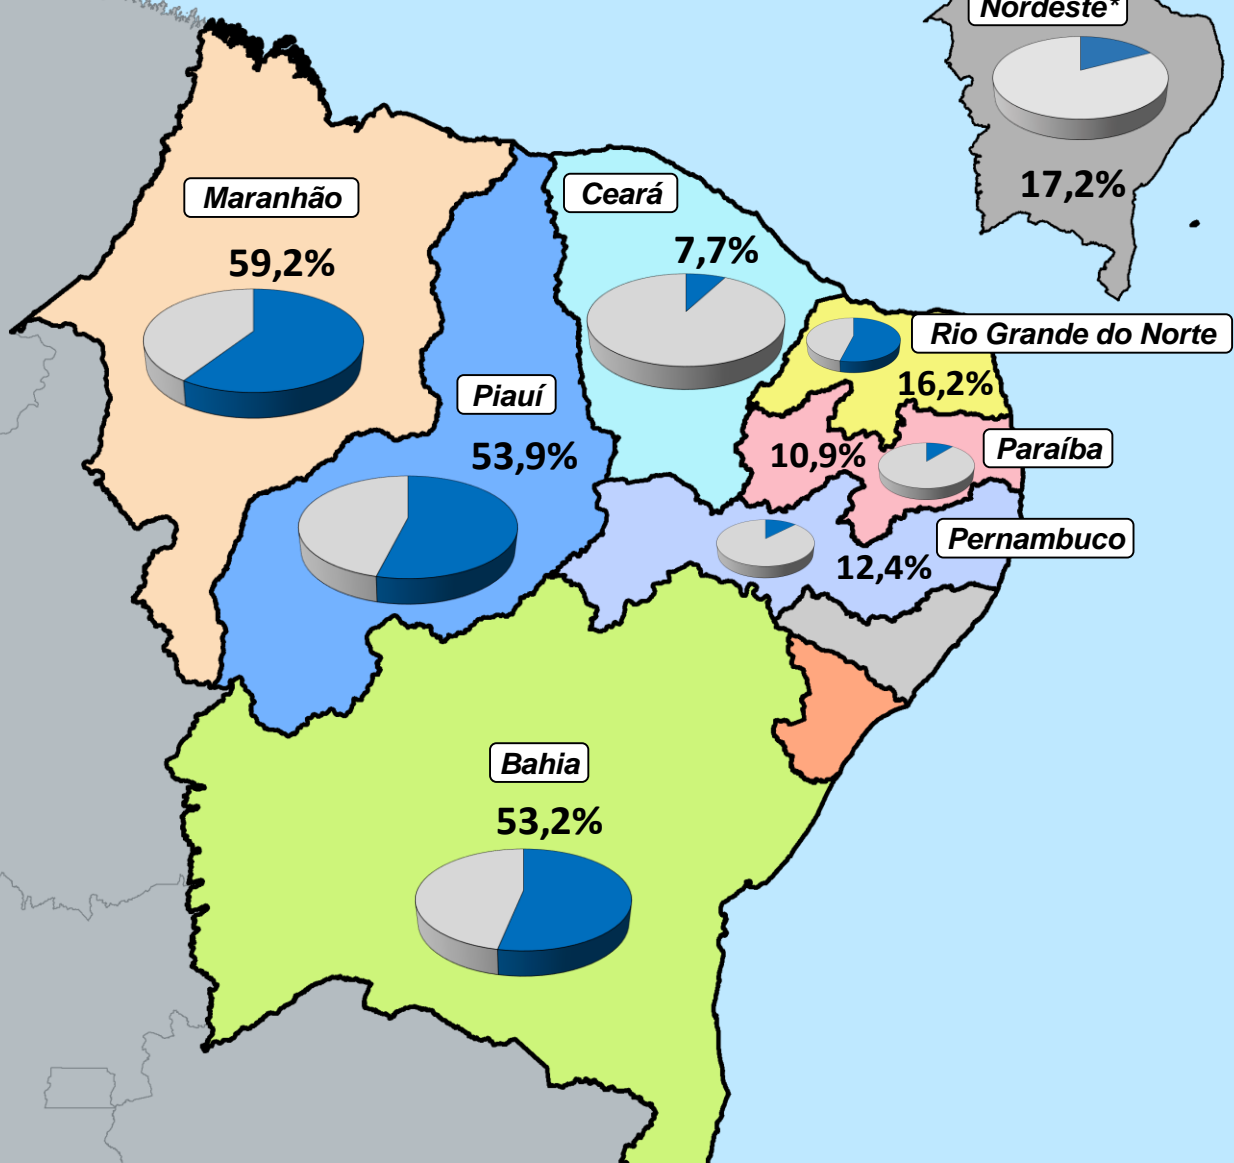 Nordeste*
17,2%
Maranhão
59,2%
Ceará
7,7%
Rio Grande do Norte
16,2%
Piauí
53,9%
10,9%
Paraíba
Pernambuco
12,4%
Bahia
53,2%